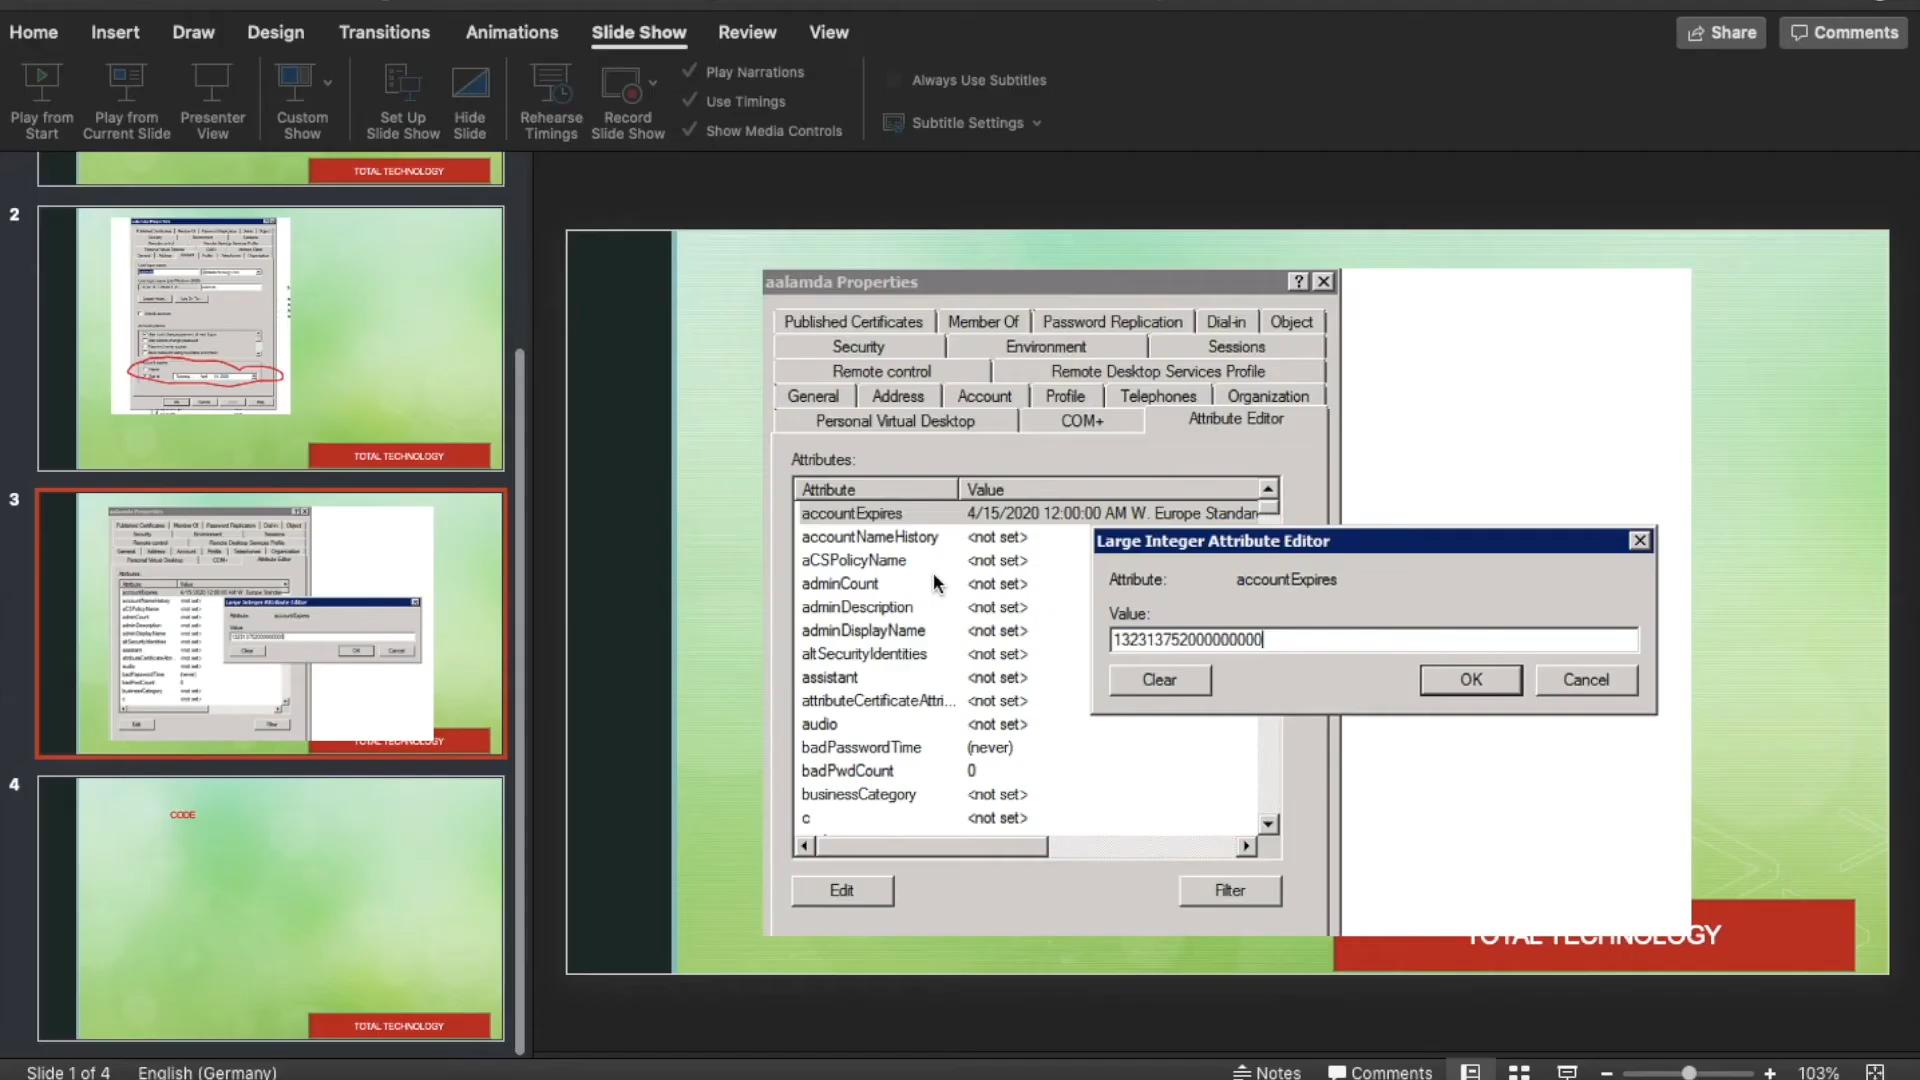 Home Insert Draw Design Transitions Animations Slide Show Review View Share Comments
Play from Start
Play from Current Slide
Presenter View
Custom Show
Set Up Slide Show
Hide Slide
Rehearse Timings
Record Slide Show
Play Narrations
Use Timings
Show Media Controls
Always Use Subtitles
Subtitle Settings
TOTAL TECHNOLOGY
2
TOTAL TECHNOLOGY
3
TOTAL TECHNOLOGY
4
CODE
TOTAL TECHNOLOGY
aalamda Properties
Published Certificates Member Of Password Replication Dial-in Object
Security Environment Sessions
Remote control Remote Desktop Services Profile
General Address Account Profile Telephones Organization
Personal Virtual Desktop COM+ Attribute Editor
Attributes:
Attribute Value
accountExpires 4/15/2020 12:00:00 AM W. Europe Standar
accountNameHistory <not set>
aCSPolicyName <not set>
adminCount <not set>
adminDescription <not set>
adminDisplayName <not set>
altSecurityIdentities <not set>
assistant <not set>
attributeCertificateAttri... <not set>
audio <not set>
badPasswordTime (never)
badPwdCount 0
businessCategory <not set>
c <not set>
Edit Filter
Large Integer Attribute Editor
Attribute: accountExpires
Value:
132313752000000000
Clear OK Cancel
TOTAL TECHNOLOGY
Slide 1 of 4 English (Germany) Notes Comments 103%